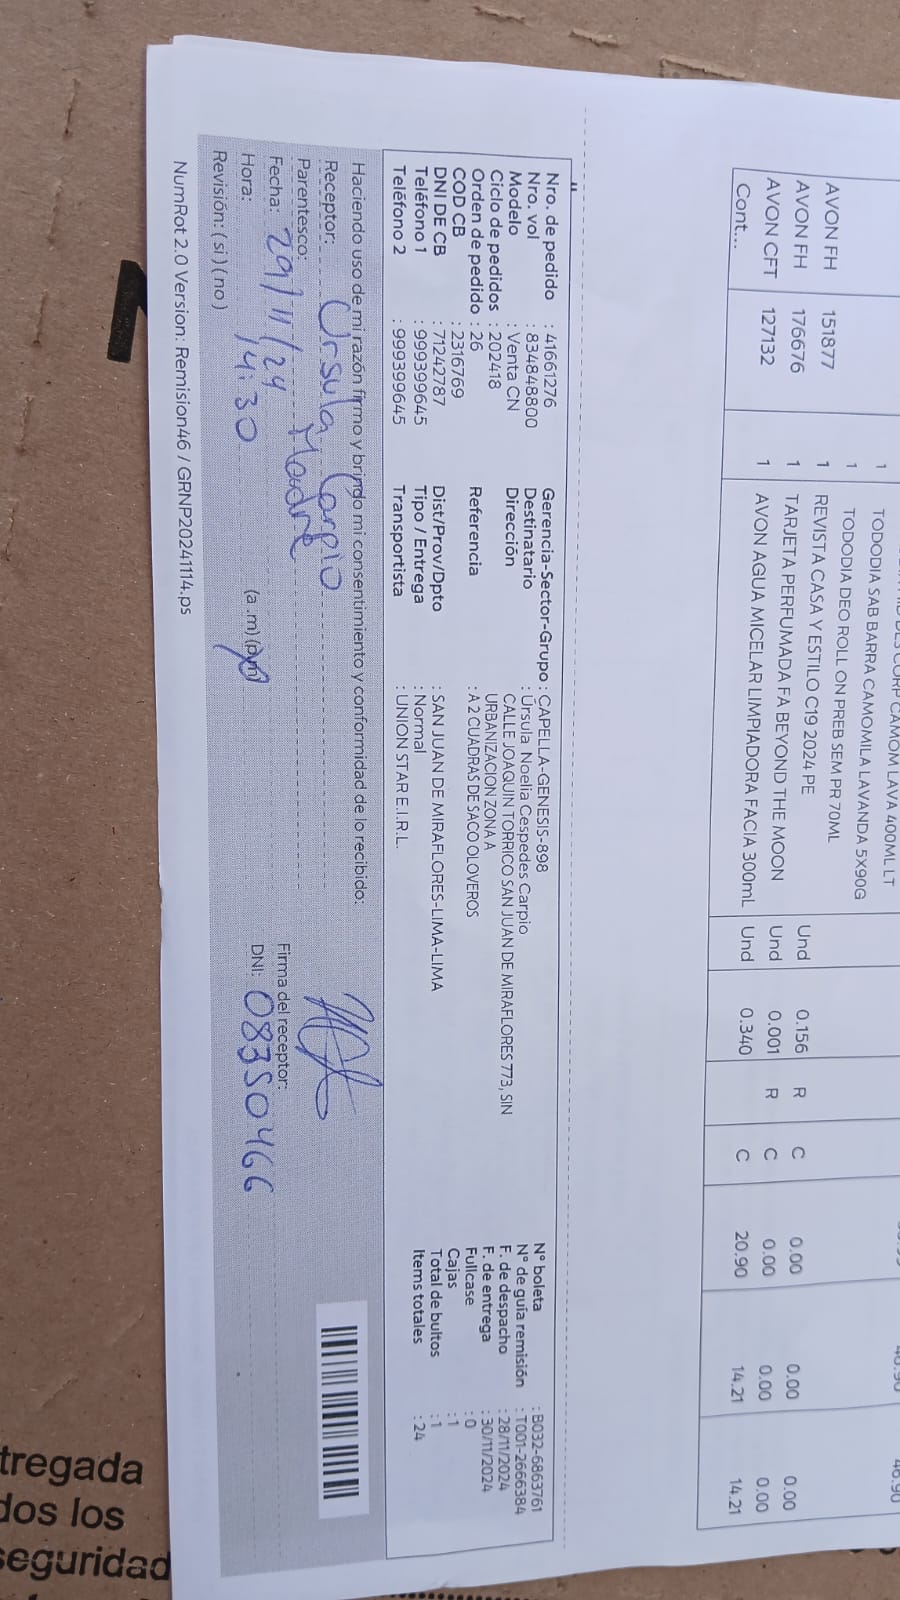 TODODIA SAB BARRA CAMOMILA LAVANDA 5X90G
1
TODODIA DEO ROLL ON PREB SEM PR 70ML
1
AVON FH 151877 1 REVISTA CASA Y ESTILO C19 2024 PE Und 0.156 R C 0.00 0.00 0.00
AVON FH 176676 1 TARJETA PERFUMADA FA BEYOND THE MOON Und 0.001 R C 0.00 0.00 0.00
AVON CFT 127132 1 AVON AGUA MICELAR LIMPIADORA FACIA 300mL Und 0.340 C 20.90 14.21 14.21
Cont...
Nro. de pedido : 41661276
Nro. vol : 834848800
Modelo : Venta CN
Ciclo de pedidos : 202418
Orden de pedido : 26
COD CB : 2316769
DNI DE CB : 71242787
Teléfono 1 : 999399645
Teléfono 2 : 999399645
Gerencia-Sector-Grupo : CAPELLA-GENESIS-898
Destinatario : Úrsula Noelia Cespedes Carpio
Dirección CALLE JOAQUIN TORRICO SAN JUAN DE MIRAFLORES 773, SIN
URBANIZACION ZONA A
Referencia : A 2 CUADRAS DE SACO OLOVEROS
Dist/Prov/Dpto : SAN JUAN DE MIRAFLORES-LIMA-LIMA
Tipo / Entrega : Normal
Transportista : UNION STAR E.I.R.L.
N° boleta : B032-6863761
N° de guía remisión : T001-2666384
F. de despacho : 28/11/2024
F. de entrega : 30/11/2024
Fullcase : 0
Cajas : 1
Total de bultos : 1
Items totales : 24
Haciendo uso de mi razón firmo y brindo mi consentimiento y conformidad de lo recibido:
Receptor: Ursula Carpio
Parentesco: Madre
Fecha: 29/11/24
Hora: 14:30 (a .m) (p.m)
Revisión: ( si ) ( no )
Firma del receptor:
DNI: 08350466
NumRot 2.0 Version: Remision46 / GRNP20241114.ps
tregada
dos los
seguridad